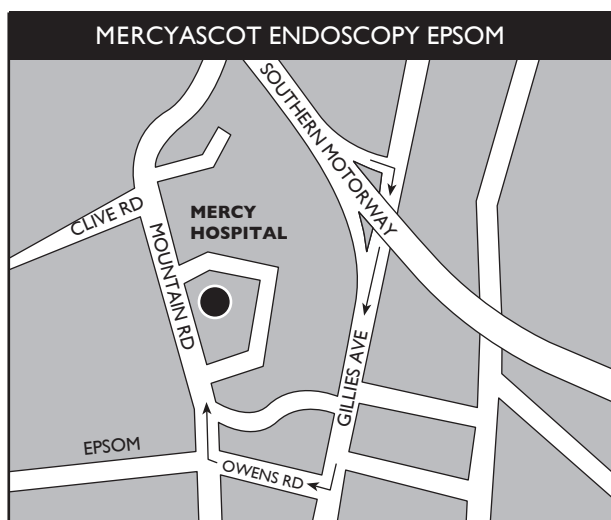 MERCYASCOT ENDOSCOPY EPSOM
SOUTHERN MOTORWAY
CLIVE RD
MERCY
HOSPITAL
MOUNTAIN RD
GILLIES AVE
EPSOM
OWENS RD